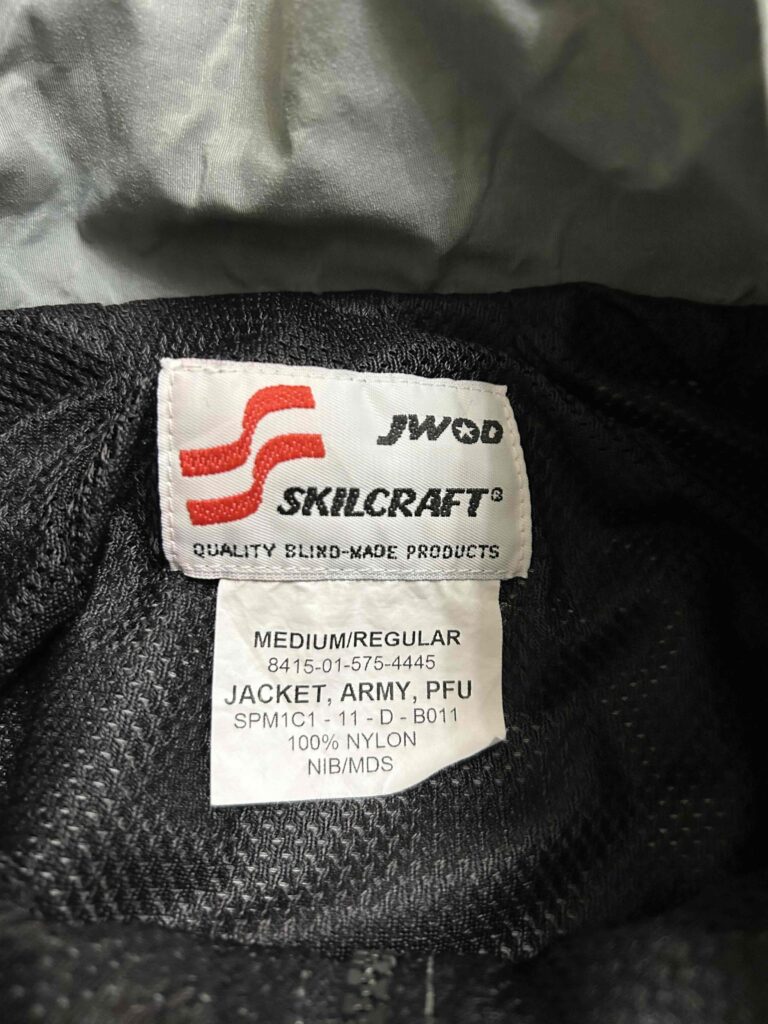 JWOD
SKILCRAFT®
QUALITY BLIND-MADE PRODUCTS
MEDIUM/REGULAR
8415-01-575-4445
JACKET, ARMY, PFU
SPM1C1 - 11 - D - B011
100% NYLON
NIB/MDS